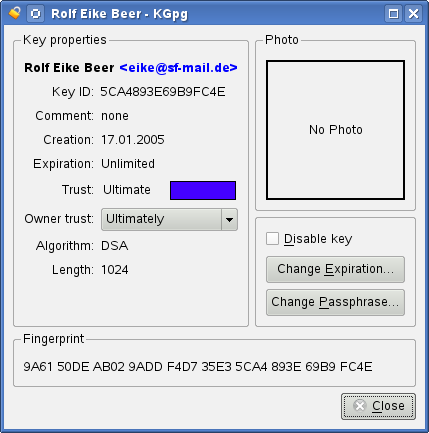 Rolf Eike Beer - KGpg
Key properties
Rolf Eike Beer <eike@sf-mail.de>
Key ID: 5CA4893E69B9FC4E
Comment: none
Creation: 17.01.2005
Expiration: Unlimited
Trust: Ultimate
Owner trust: Ultimately
Algorithm: DSA
Length: 1024
Photo
No Photo
Disable key
Change Expiration...
Change Passphrase...
Fingerprint
9A61 50DE AB02 9ADD F4D7 35E3 5CA4 893E 69B9 FC4E
Close